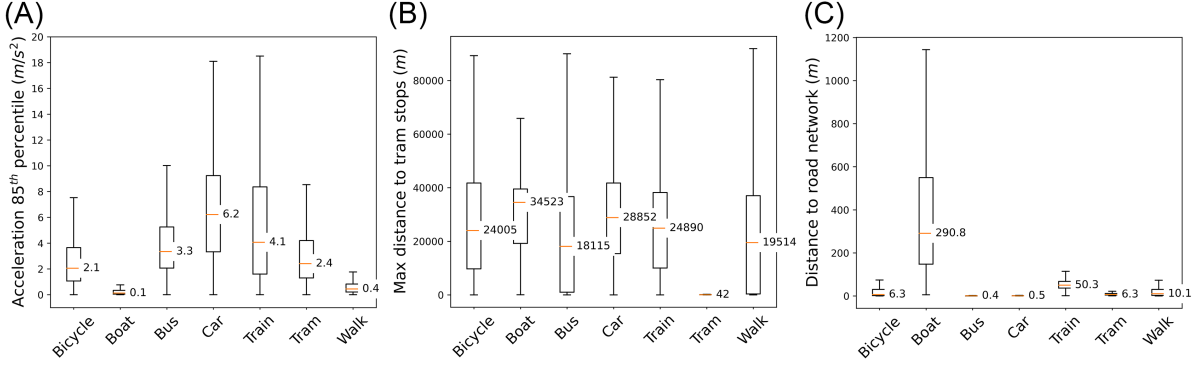 (A)
Acceleration 85th percentile (m/s²)
20
18
16
14
12
10
8
6
4
2
0
2.1
0.1
3.3
6.2
4.1
2.4
0.4
Bicycle
Boat
Bus
Car
Train
Tram
Walk
(B)
Max distance to tram stops (m)
80000
60000
40000
20000
0
24005
34523
18115
28852
24890
42
19514
Bicycle
Boat
Bus
Car
Train
Tram
Walk
(C)
Distance to road network (m)
1200
1000
800
600
400
200
0
6.3
290.8
0.4
0.5
50.3
6.3
10.1
Bicycle
Boat
Bus
Car
Train
Tram
Walk